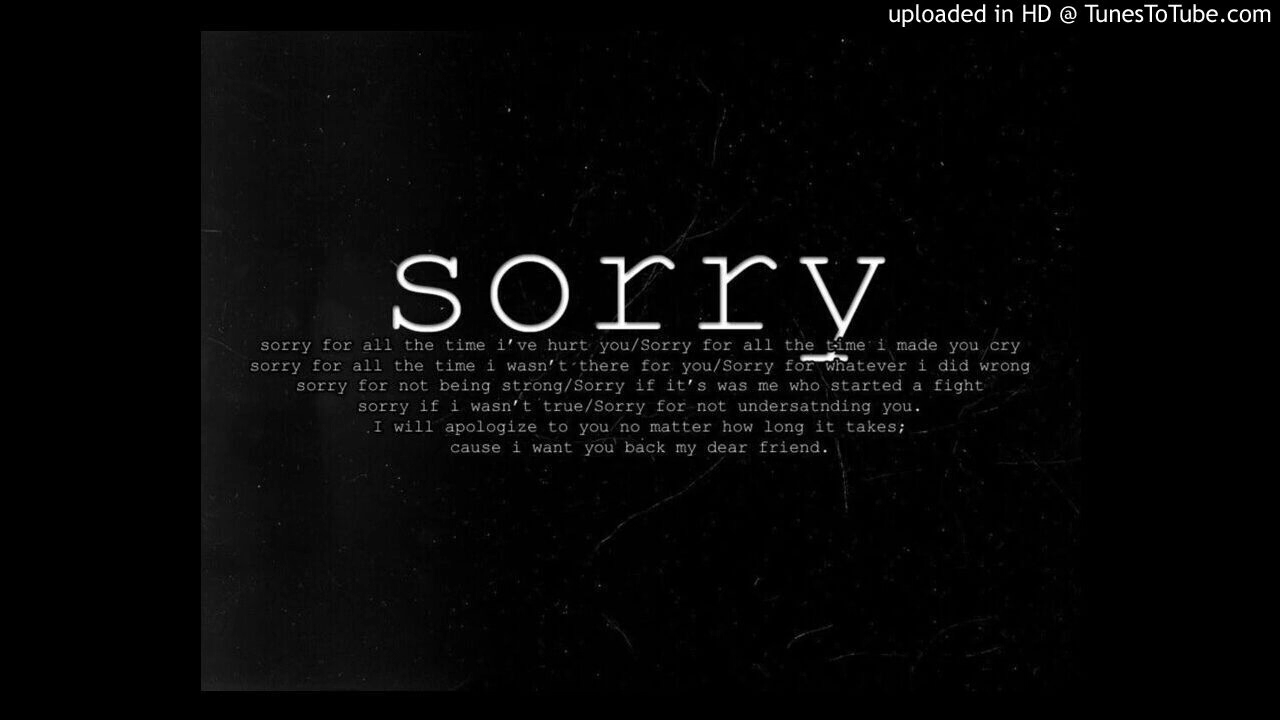 uploaded in HD @ TunesToTube.com
sorry
sorry for all the time i've hurt you/Sorry for all the time i made you cry
sorry for all the time i wasn't there for you/Sorry for whatever i did wrong
sorry for not being strong/Sorry if it's was me who started a fight
sorry if i wasn't true/Sorry for not undersatnding you.
I will apologize to you no matter how long it takes;
cause i want you back my dear friend.